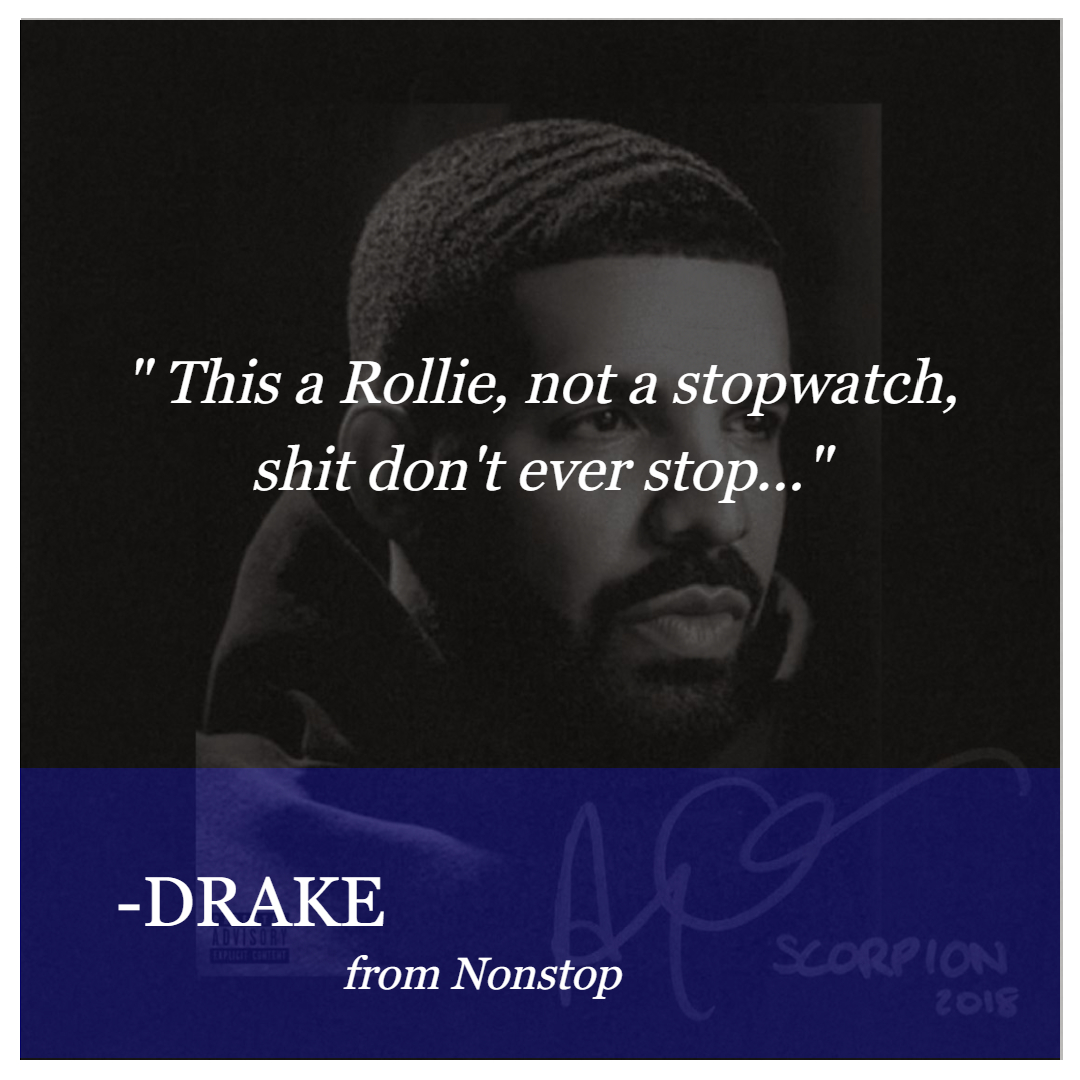 " This a Rollie, not a stopwatch,
shit don't ever stop... "
-DRAKE
ADVISORY
EXPLICIT CONTENT
from Nonstop
SCORPION
2018